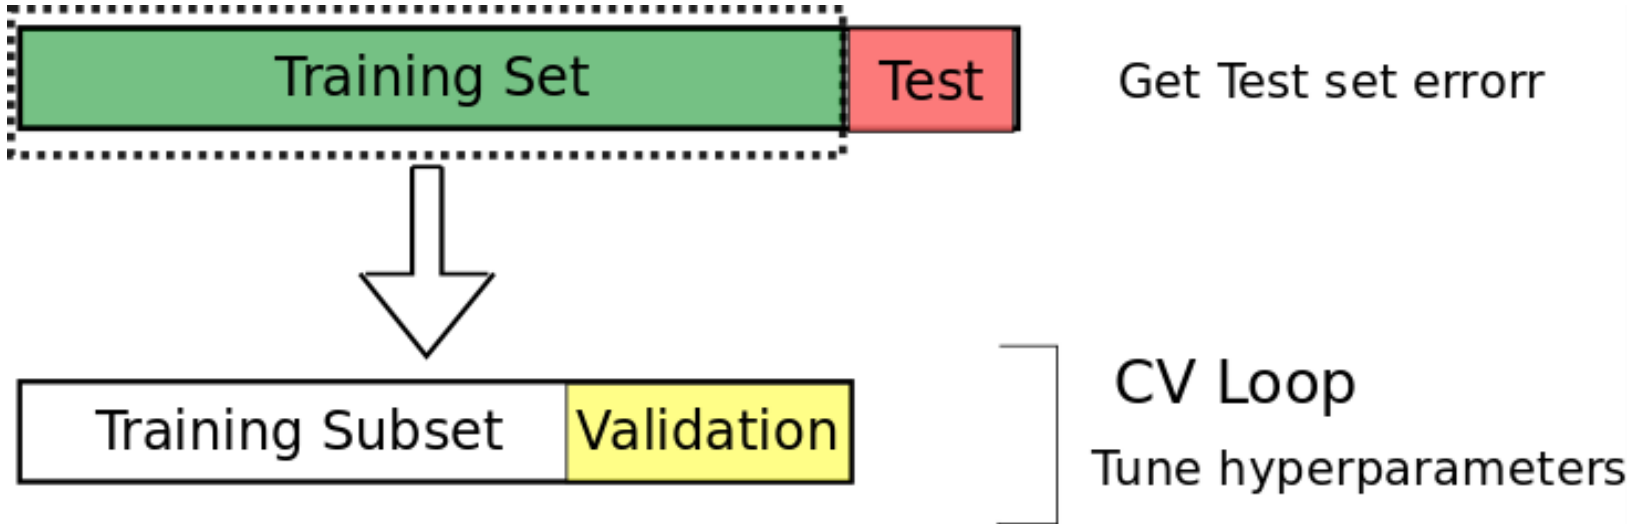 Training Set
Test
Get Test set errorr
Training Subset
Validation
CV Loop
Tune hyperparameters